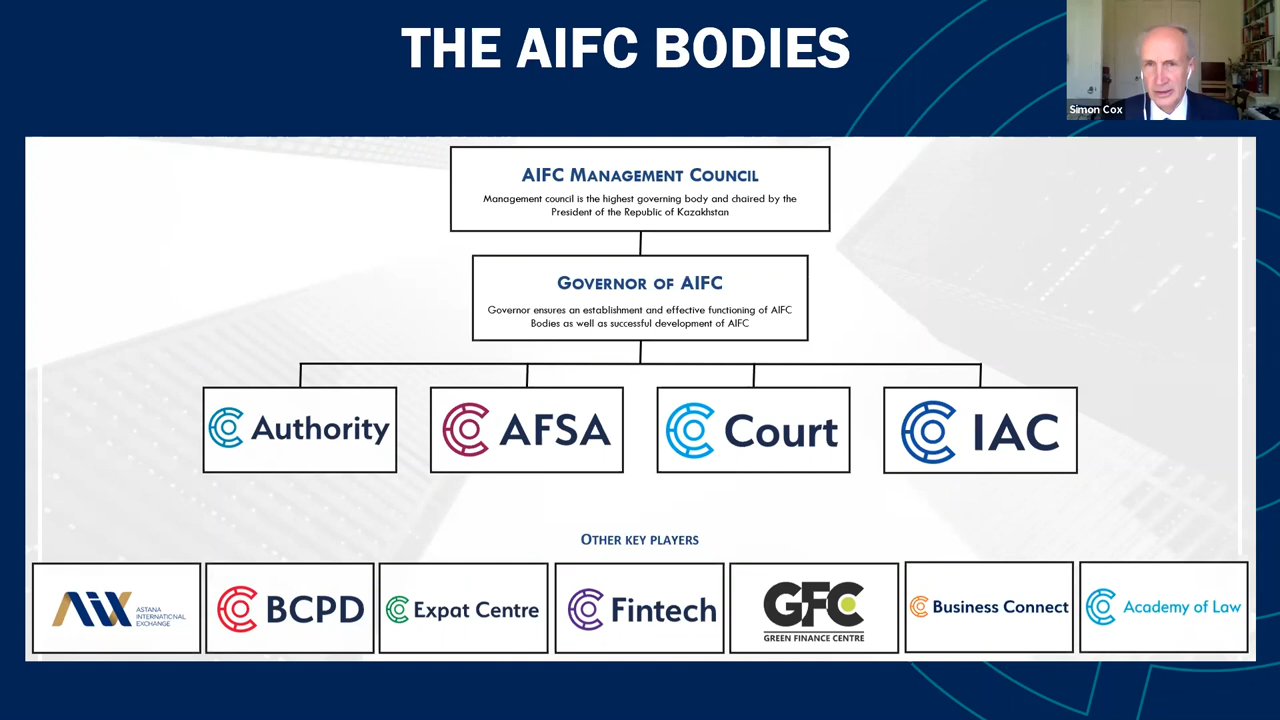 THE AIFC BODIES
Simon Cox
AIFC Management Council
Management council is the highest governing body and chaired by the
President of the Republic of Kazakhstan
Governor of AIFC
Governor ensures an establishment and effective functioning of AIFC
Bodies as well as successful development of AIFC
Authority
AFSA
Court
IAC
Other key players
AIX
ASTANA
INTERNATIONAL
EXCHANGE
BCPD
Expat Centre
Fintech
GFC
GREEN FINANCE CENTRE
Business Connect
Academy of Law